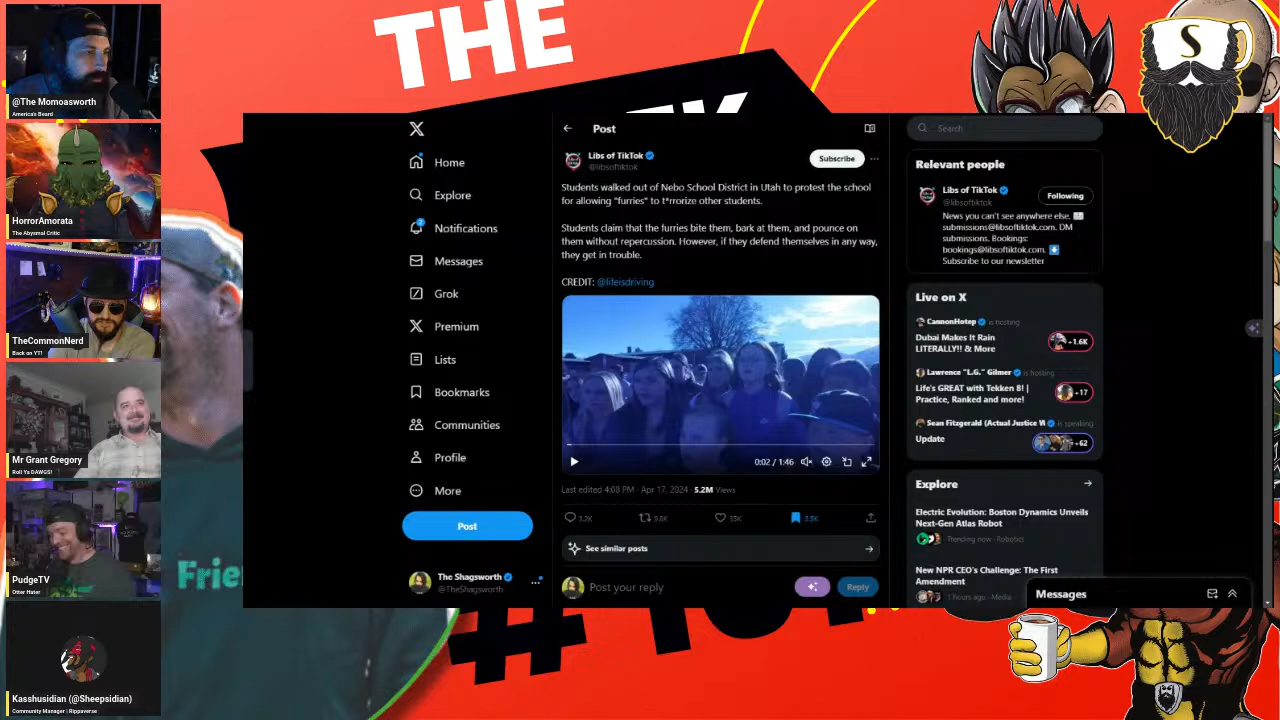 THE
@The Momoasworth
America's Beard
HorrorAmorata
The Abysmal Critic
TheCommonNerd
Back on YT!
Mr Grant Gregory
Roll Ya DAWGS!
PudgeTV
Otter Hater
Kasshusidian (@Sheepsidian)
Community Manager | Rippaverse
Frie
S
Home
Explore
Notifications
2
Messages
Grok
Premium
Lists
Bookmarks
Communities
Profile
More
Post
The Shagsworth
@TheShagsworth
Post
Libs of TikTok
@libsoftiktok
Subscribe
Students walked out of Nebo School District in Utah to protest the school
for allowing "furries" to t*rrorize other students.
Students claim that the furries bite them, bark at them, and pounce on
them without repercussion. However, if they defend themselves in any way,
they get in trouble.
CREDIT: @lifeisdriving
0:02 / 1:46
Last edited 4:08 PM · Apr 17, 2024 · 5.2M Views
3.2K
9.8K
35K
3.5K
See similar posts
Post your reply
Reply
Search
Relevant people
Libs of TikTok
@libsoftiktok
Following
News you can't see anywhere else.
submissions@libsoftiktok.com. DM
submissions. Bookings:
bookings@libsoftiktok.com.
Subscribe to our newsletter
Live on X
CannonHotep is hosting
Dubai Makes It Rain
LITERALLY!! & More
+1.6K
Lawrence "L.G." Gilmer is hosting
Life's GREAT with Tekken 8! |
Practice, Ranked and more!
+17
Sean Fitzgerald (Actual Justice W is speaking
Update
+62
Explore
Electric Evolution: Boston Dynamics Unveils
Next-Gen Atlas Robot
Trending now · Robotics
New NPR CEO's Challenge: The First
Amendment
hours ago · Media
Messages